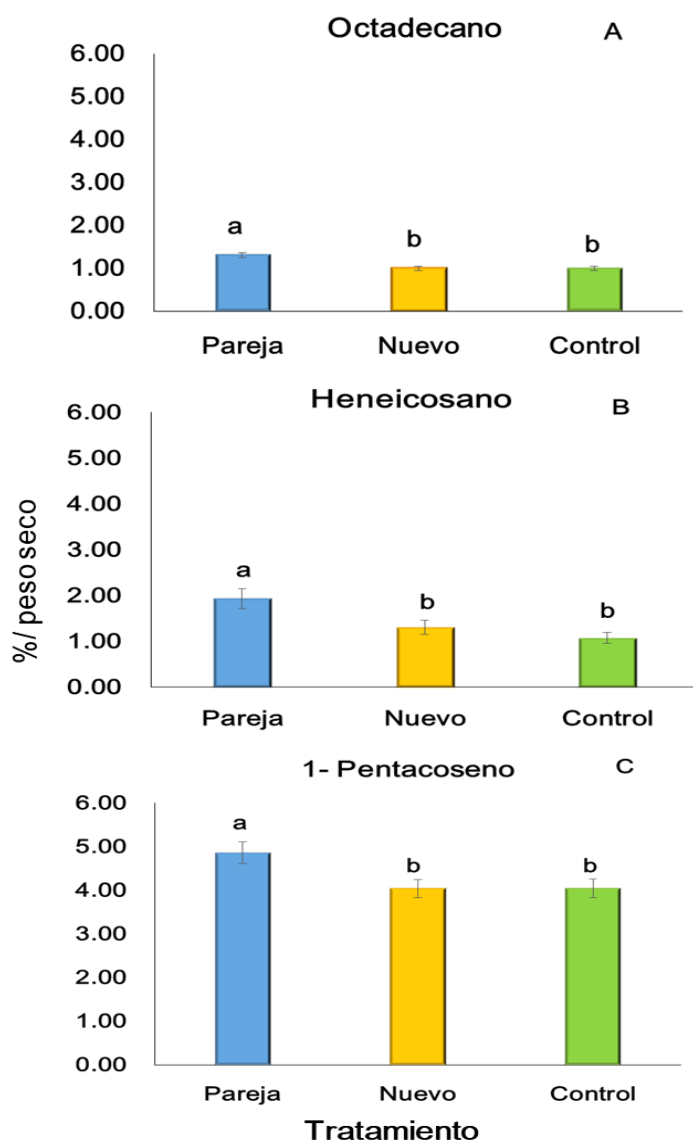 Octadecano A
6.00
5.00
4.00
3.00
2.00
1.00
0.00
a
b
b
Pareja Nuevo Control
Heneicosano B
6.00
5.00
4.00
3.00
2.00
1.00
0.00
a
b
b
Pareja Nuevo Control
%/ peso seco
1- Pentacoseno C
6.00
5.00
4.00
3.00
2.00
1.00
0.00
a
b
b
Pareja Nuevo Control
Tratamiento